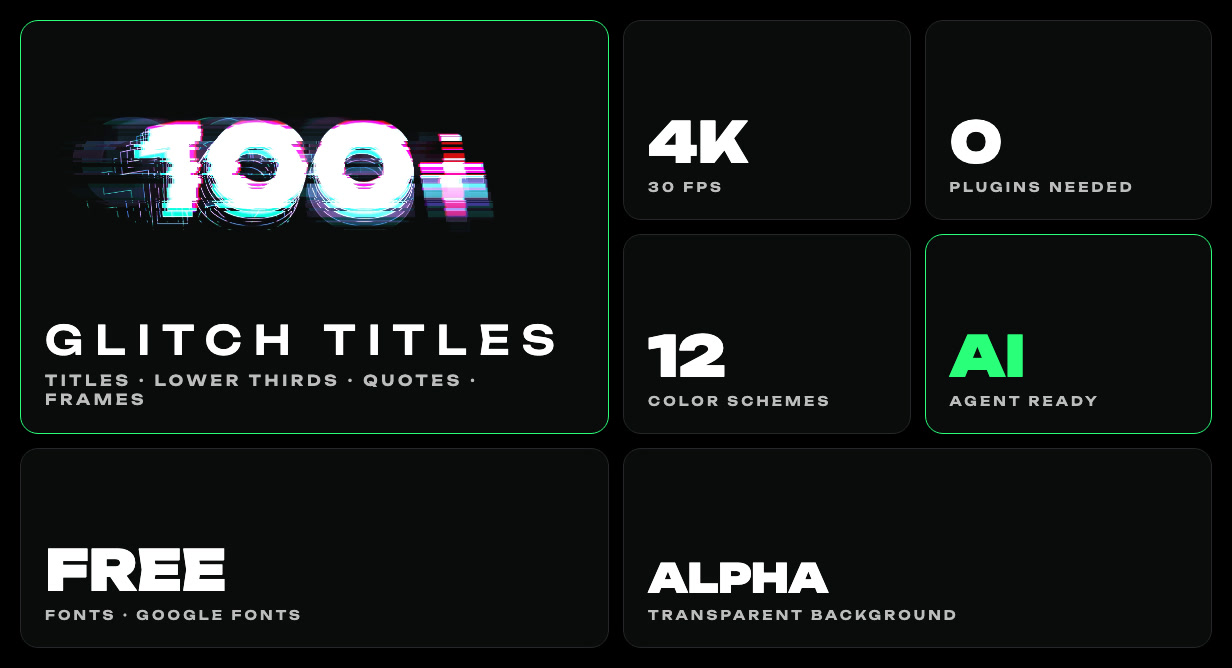 100+
GLITCH TITLES
TITLES · LOWER THIRDS · QUOTES ·
FRAMES
4K
30 FPS
0
PLUGINS NEEDED
12
COLOR SCHEMES
AI
AGENT READY
FREE
FONTS · GOOGLE FONTS
ALPHA
TRANSPARENT BACKGROUND